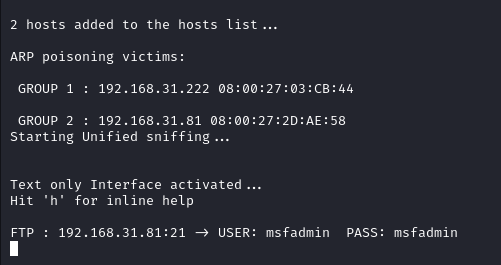 2 hosts added to the hosts list...
ARP poisoning victims:
GROUP 1 : 192.168.31.222 08:00:27:03:CB:44
GROUP 2 : 192.168.31.81 08:00:27:2D:AE:58
Starting Unified sniffing...
Text only Interface activated...
Hit 'h' for inline help
FTP : 192.168.31.81:21 -> USER: msfadmin  PASS: msfadmin